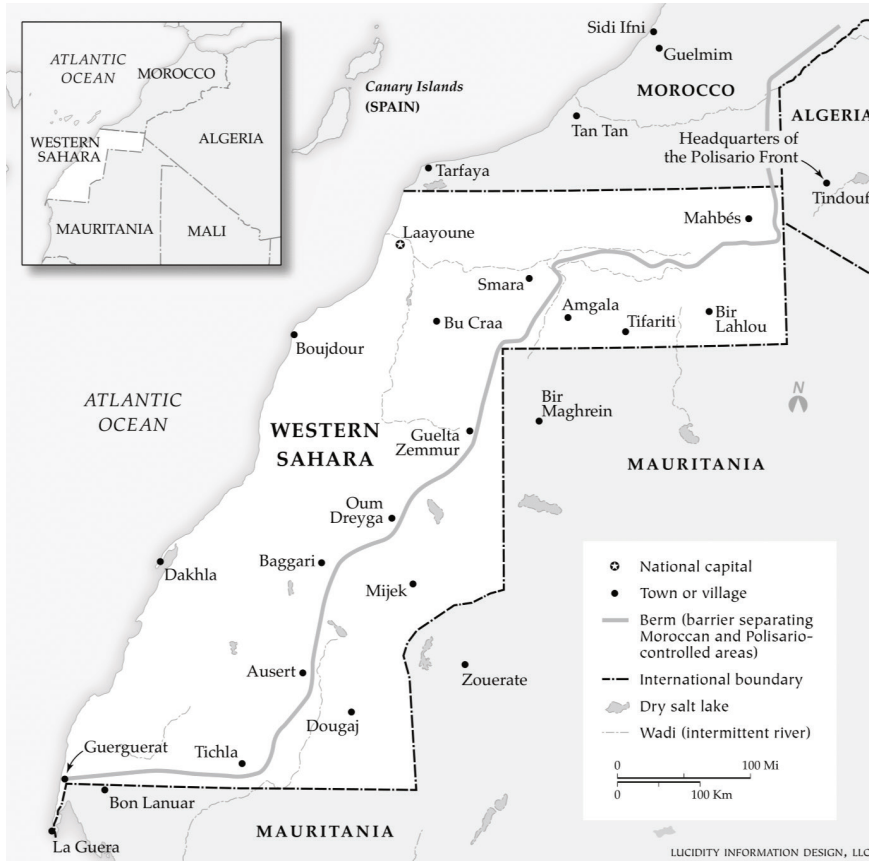 ATLANTIC
OCEAN
MOROCCO
WESTERN
SAHARA
ALGERIA
MAURITANIA
MALI
Sidi Ifni
Guelmim
Canary Islands
(SPAIN)
MOROCCO
ALGERIA
Tan Tan
Headquarters of
the Polisario Front
Tarfaya
Tindouf
Mahbés
Laayoune
Smara
Amgala
Bir
Lahlou
Bu Craa
Tifariti
Boujdour
ATLANTIC
OCEAN
Bir
Maghrein
WESTERN
SAHARA
Guelta
Zemmur
N
MAURITANIA
Oum
Dreyga
Baggari
Dakhla
Mijek
Ausert
Zouerate
Dougaj
Guerguerat
Tichla
Bon Lanuar
MAURITANIA
La Guera
National capital
Town or village
Berm (barrier separating
Moroccan and Polisario-
controlled areas)
International boundary
Dry salt lake
Wadi (intermittent river)
0 100 Mi
0 100 Km
LUCIDITY INFORMATION DESIGN, LLC